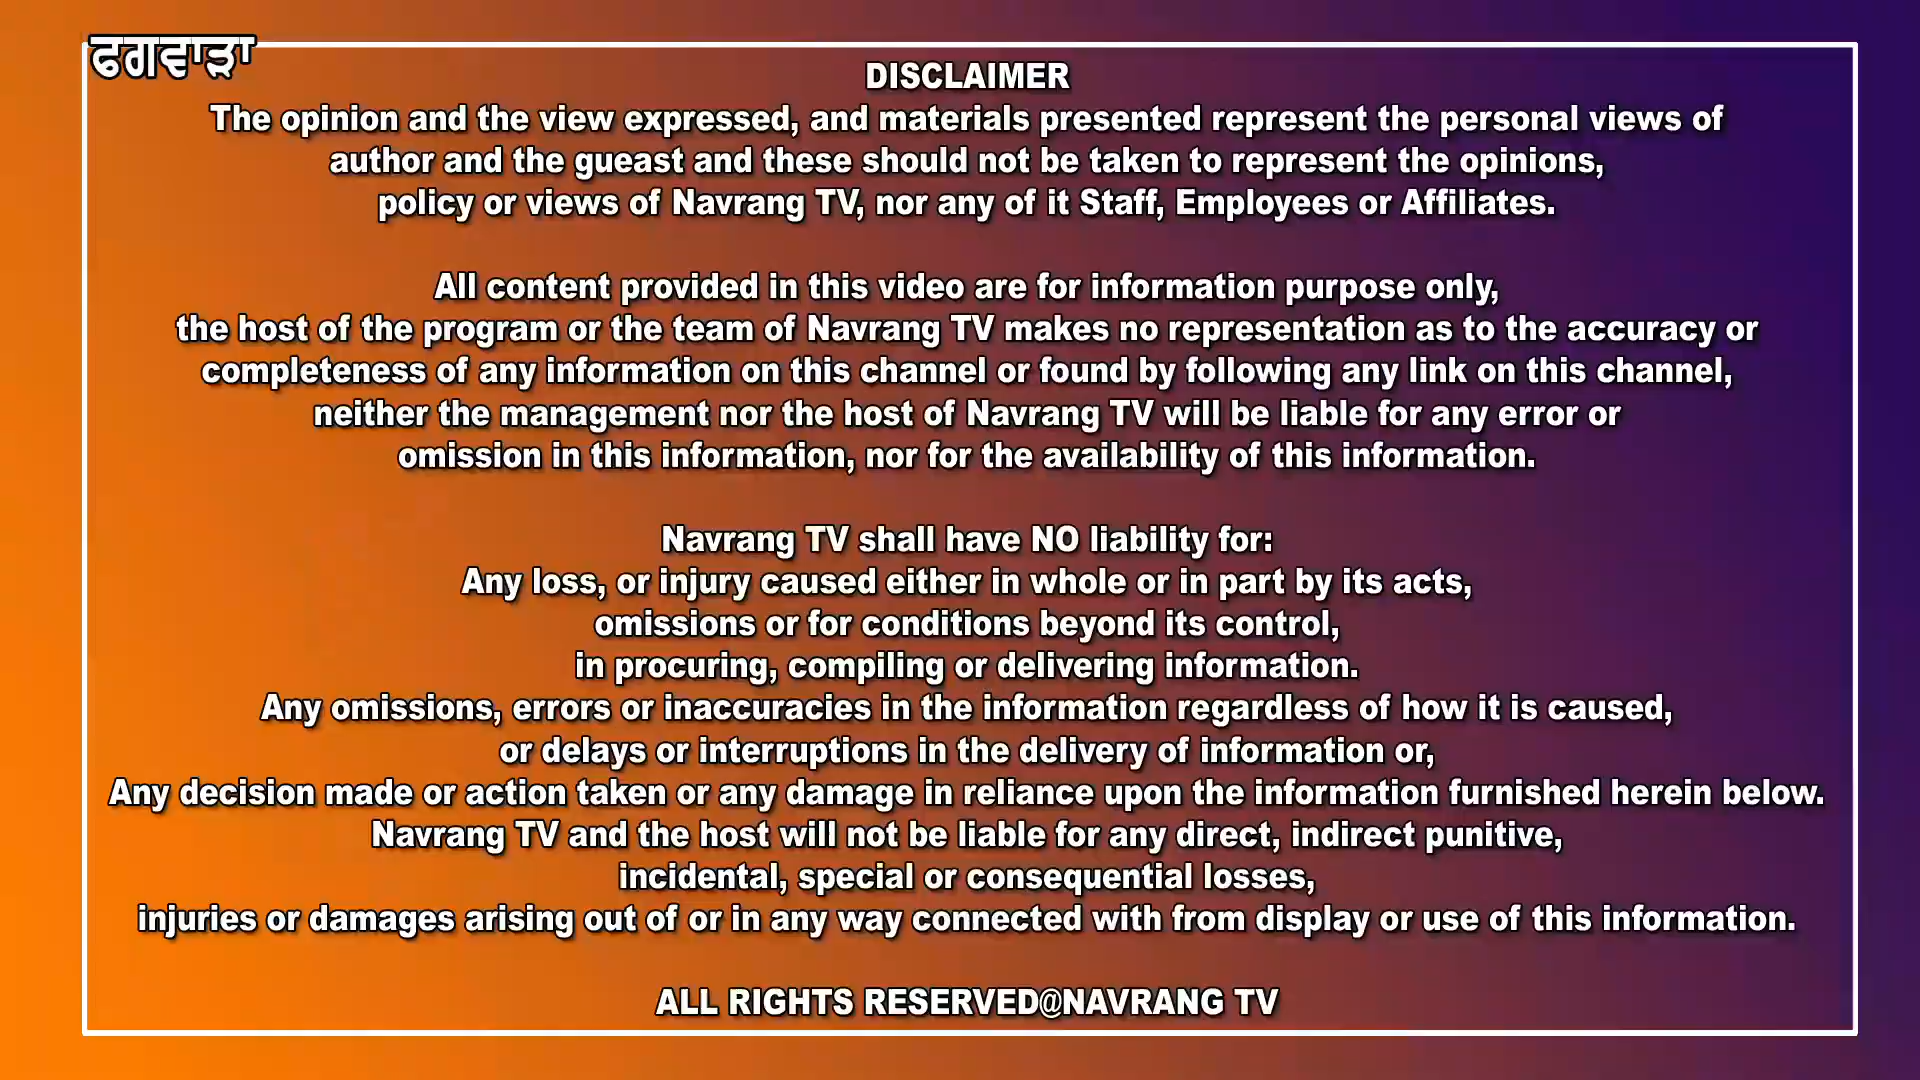 ਫਗਵਾੜਾ
DISCLAIMER
The opinion and the view expressed, and materials presented represent the personal views of
author and the gueast and these should not be taken to represent the opinions,
policy or views of Navrang TV, nor any of it Staff, Employees or Affiliates.
All content provided in this video are for information purpose only,
the host of the program or the team of Navrang TV makes no representation as to the accuracy or
completeness of any information on this channel or found by following any link on this channel,
neither the management nor the host of Navrang TV will be liable for any error or
omission in this information, nor for the availability of this information.
Navrang TV shall have NO liability for:
Any loss, or injury caused either in whole or in part by its acts,
omissions or for conditions beyond its control,
in procuring, compiling or delivering information.
Any omissions, errors or inaccuracies in the information regardless of how it is caused,
or delays or interruptions in the delivery of information or,
Any decision made or action taken or any damage in reliance upon the information furnished herein below.
Navrang TV and the host will not be liable for any direct, indirect punitive,
incidental, special or consequential losses,
injuries or damages arising out of or in any way connected with from display or use of this information.
ALL RIGHTS RESERVED@NAVRANG TV